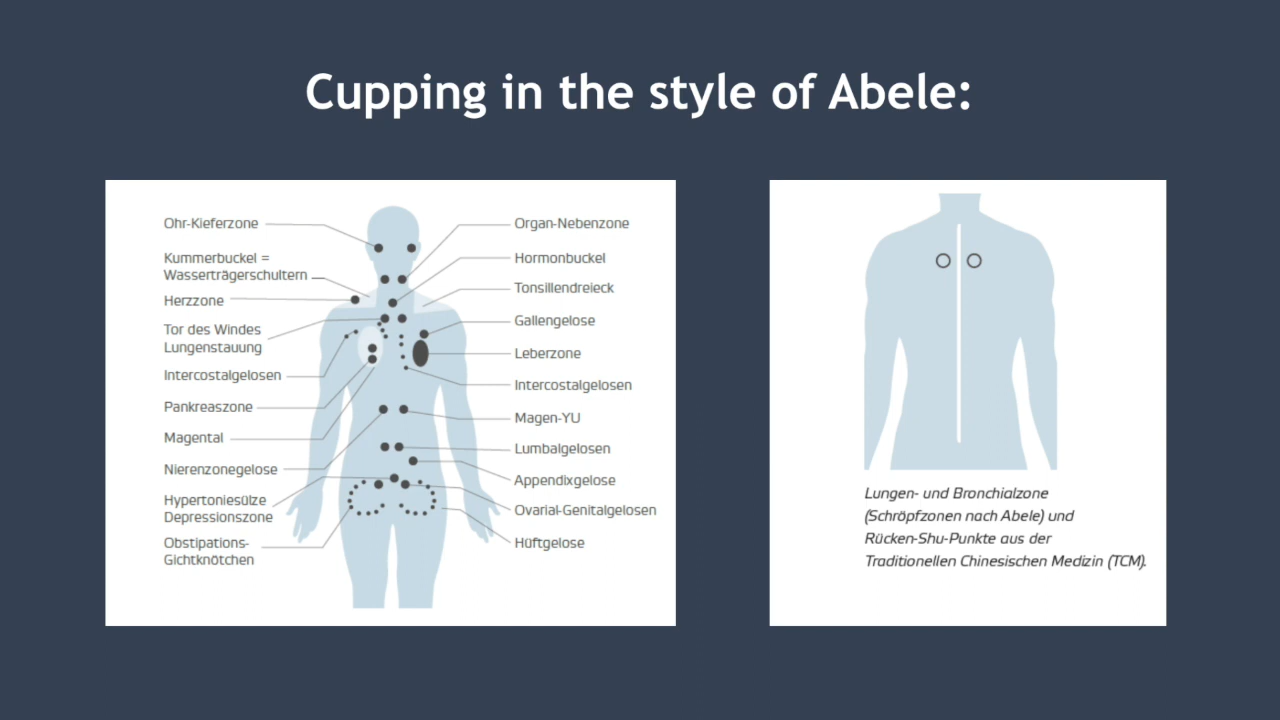 Cupping in the style of Abele:
Ohr-Kieferzone
Kummerbuckel =
Wasserträgerschultern
Herzzone
Tor des Windes
Lungenstauung
Intercostalgelosen
Pankreaszone
Magental
Nierenzonegelose
Hypertoniesülze
Depressionszone
Obstipations-
Gichtknötchen
Organ-Nebenzone
Hormonbuckel
Tonsillendreieck
Gallengelose
Leberzone
Intercostalgelosen
Magen-YU
Lumbalgelosen
Appendixgelose
Ovarial-Genitalgelosen
Hüftgelose
Lungen- und Bronchialzone
(Schröpfzonen nach Abele) und
Rücken-Shu-Punkte aus der
Traditionellen Chinesischen Medizin (TCM).